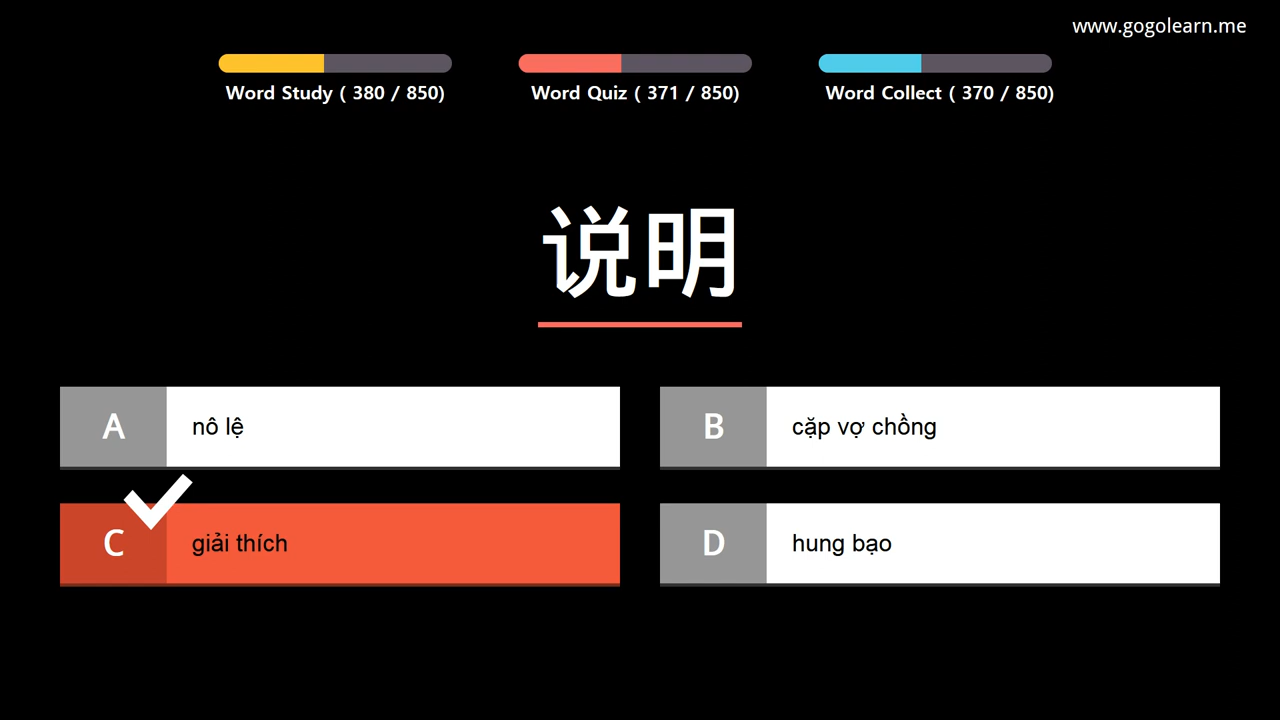 www.gogolearn.me
Word Study ( 380 / 850)
Word Quiz ( 371 / 850)
Word Collect ( 370 / 850)
说明
A nô lệ
B cặp vợ chồng
C giải thích
D hung bạo